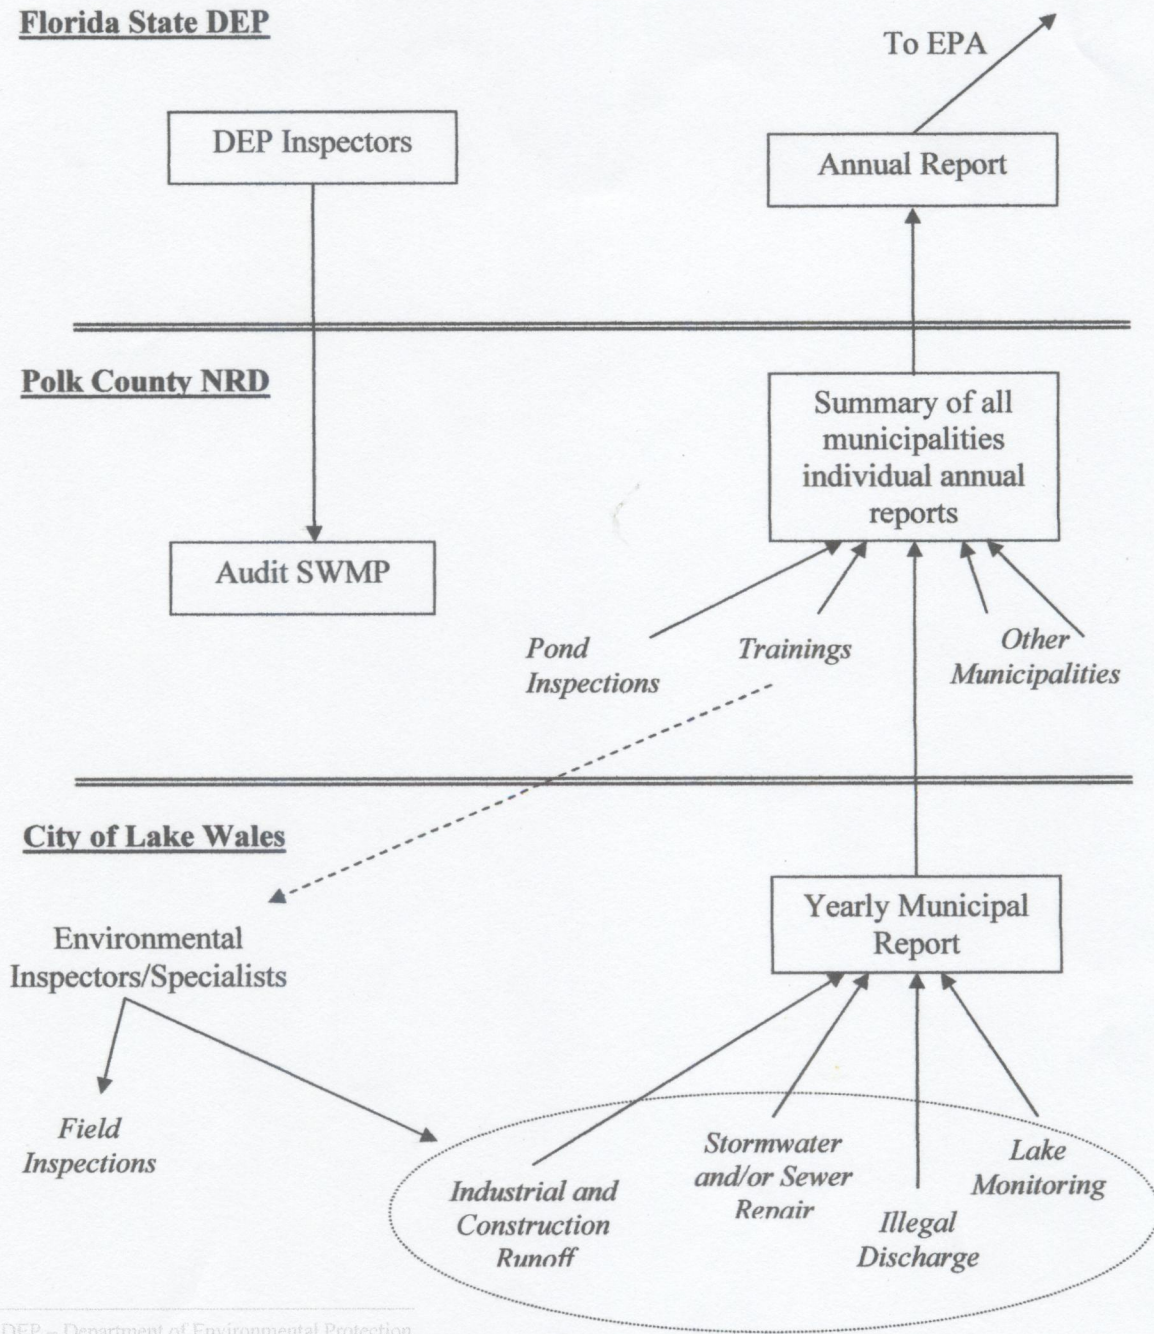 Florida State DEP
To EPA
DEP Inspectors
Annual Report
Polk County NRD
Summary of all
municipalities
individual annual
reports
Audit SWMP
Pond
Inspections
Trainings
Other
Municipalities
City of Lake Wales
Environmental
Inspectors/Specialists
Yearly Municipal
Report
Field
Inspections
Industrial and
Construction
Runoff
Stormwater
and/or Sewer
Repair
Illegal
Discharge
Lake
Monitoring
DEP – Department of Environmental Protection